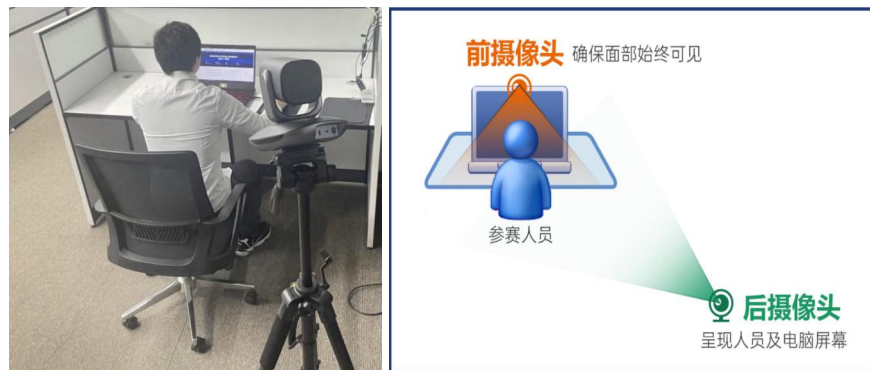 前摄像头 确保面部始终可见
参赛人员
后摄像头
呈现人员及电脑屏幕